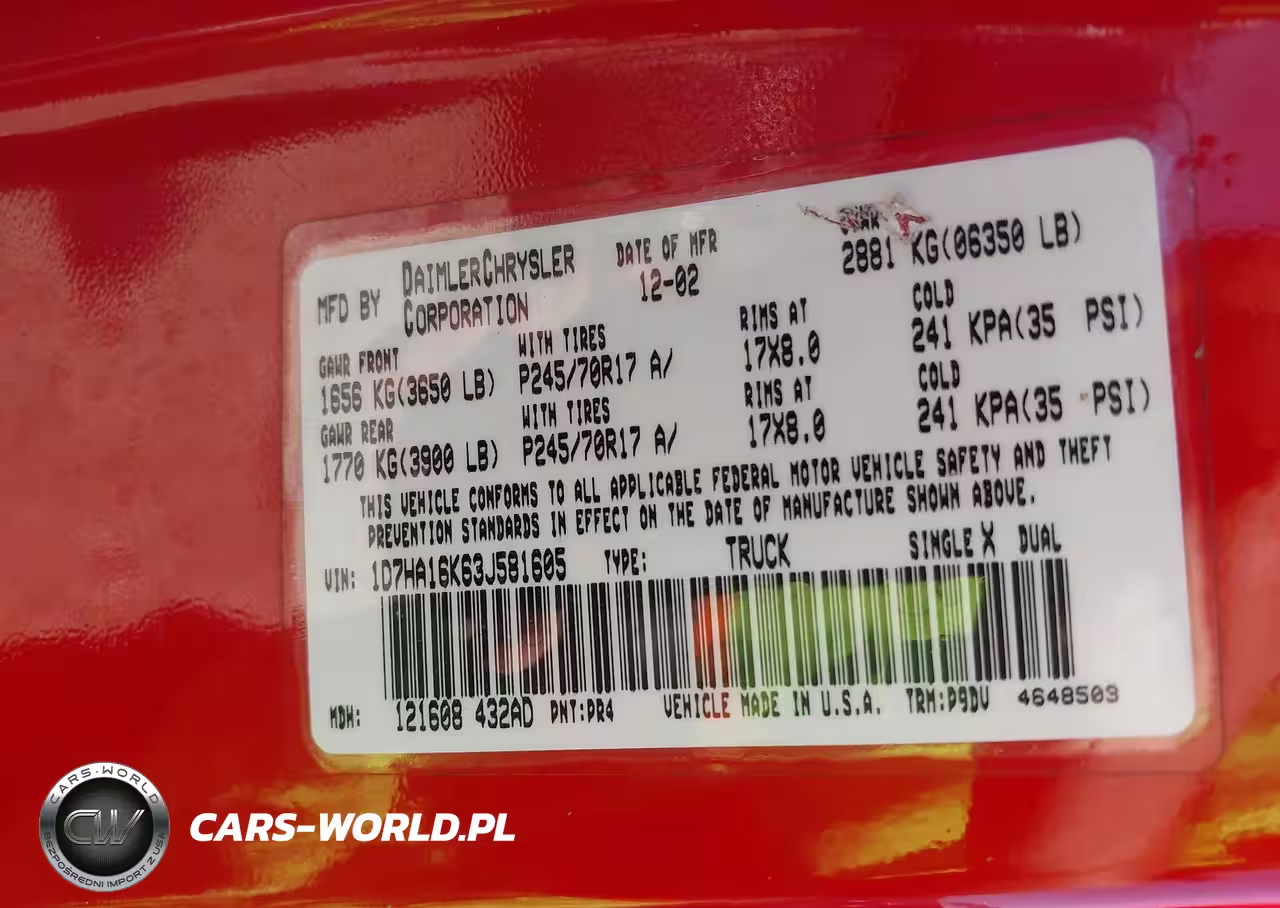 MFD BY DAIMLERCHRYSLER CORPORATION
DATE OF MFR
12-02
2881 KG(06350 LB)
GAWR FRONT WITH TIRES RIMS AT COLD
1656 KG(3650 LB) P245/70R17 A/ 17X8.0 241 KPA(35 PSI)
GAWR REAR WITH TIRES RIMS AT COLD
1770 KG(3900 LB) P245/70R17 A/ 17X8.0 241 KPA(35 PSI)
THIS VEHICLE CONFORMS TO ALL APPLICABLE FEDERAL MOTOR VEHICLE SAFETY AND THEFT
PREVENTION STANDARDS IN EFFECT ON THE DATE OF MANUFACTURE SHOWN ABOVE.
VIN: 1D7HA16K63J581605 TYPE: TRUCK SINGLE X DUAL
MDH: 121608 432AD PNT:PR4 VEHICLE MADE IN U.S.A. TRM:P9DV 4648503
CARS-WORLD
CW
BEZPOŚREDNI IMPORT Z USA
CARS-WORLD.PL